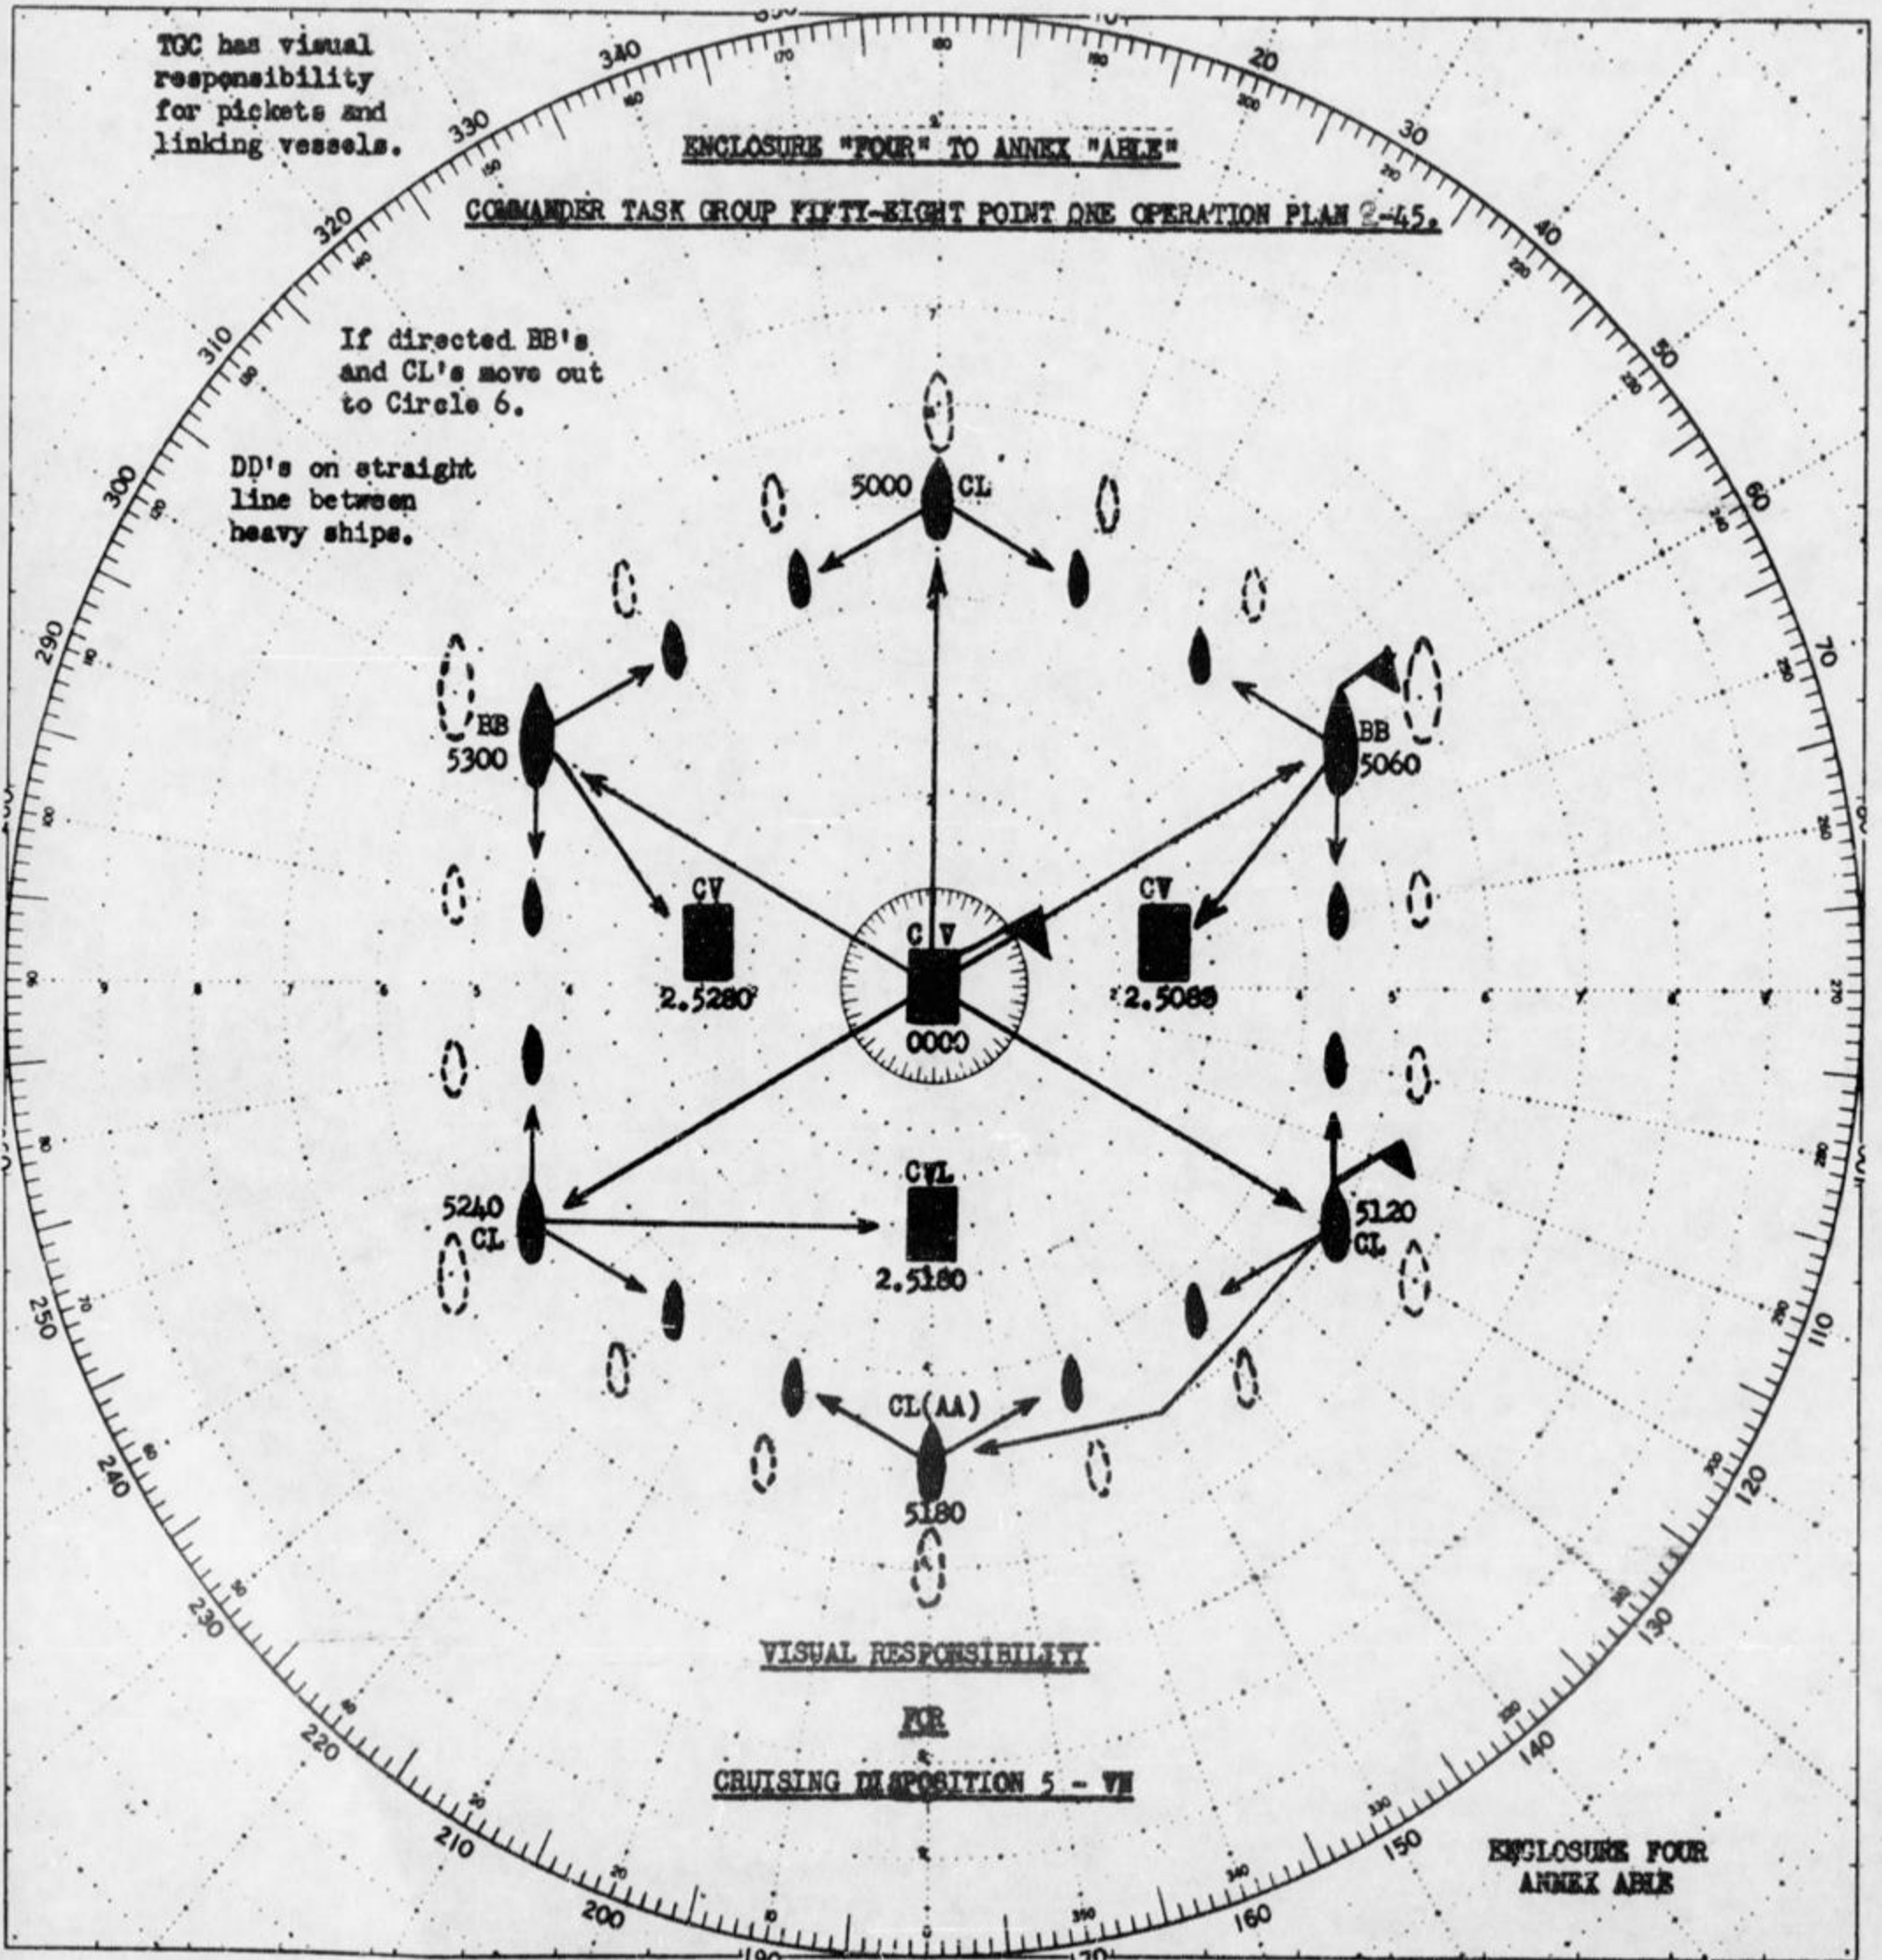 TGC has visual
responsibility
for pickets and
linking vessels.
ENCLOSURE "FOUR" TO ANNEX "ABLE"
COMMANDER TASK GROUP FIFTY-EIGHT POINT ONE OPERATION PLAN 2-45.
If directed BB's
and CL's move out
to Circle 6.
DD's on straight
line between
heavy ships.
340
20
330
30
320
40
310
50
300
60
290
70
250
110
240
120
230
130
220
140
210
150
200
160
5000 CL
BB
5300
BB
5060
CV
CV
CV
2.5280
2.5080
0000
CVL
5240
CL
5120
CL
2.5180
CL(AA)
5180
VISUAL RESPONSIBILITY
FOR
CRUISING DISPOSITION 5 - VH
ENCLOSURE FOUR
ANNEX ABLE